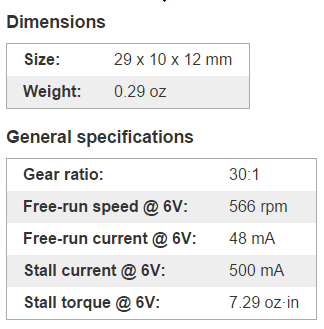 Dimensions
Size: 29 x 10 x 12 mm
Weight: 0.29 oz
General specifications
Gear ratio: 30:1
Free-run speed @ 6V: 566 rpm
Free-run current @ 6V: 48 mA
Stall current @ 6V: 500 mA
Stall torque @ 6V: 7.29 oz·in